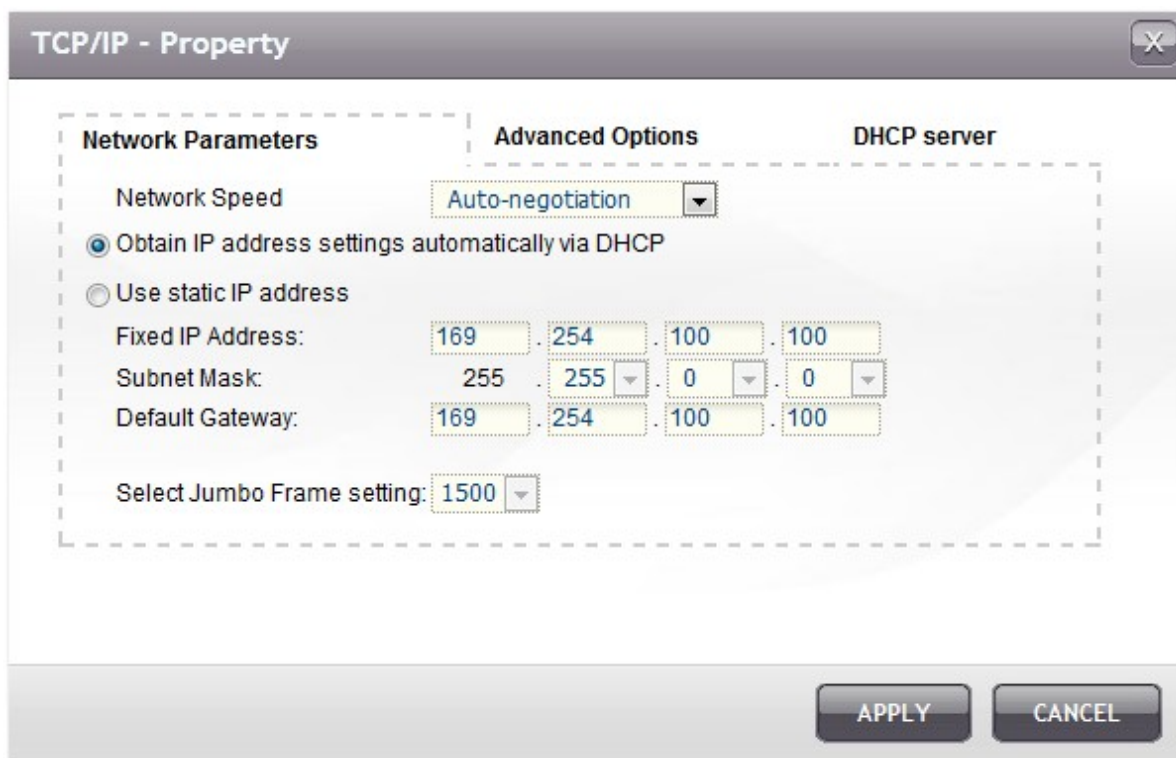 TCP/IP - Property X
Network Parameters Advanced Options DHCP server
Network Speed Auto-negotiation
Obtain IP address settings automatically via DHCP
Use static IP address
Fixed IP Address: 169 . 254 . 100 . 100
Subnet Mask: 255 . 255 . 0 . 0
Default Gateway: 169 . 254 . 100 . 100
Select Jumbo Frame setting: 1500
APPLY CANCEL